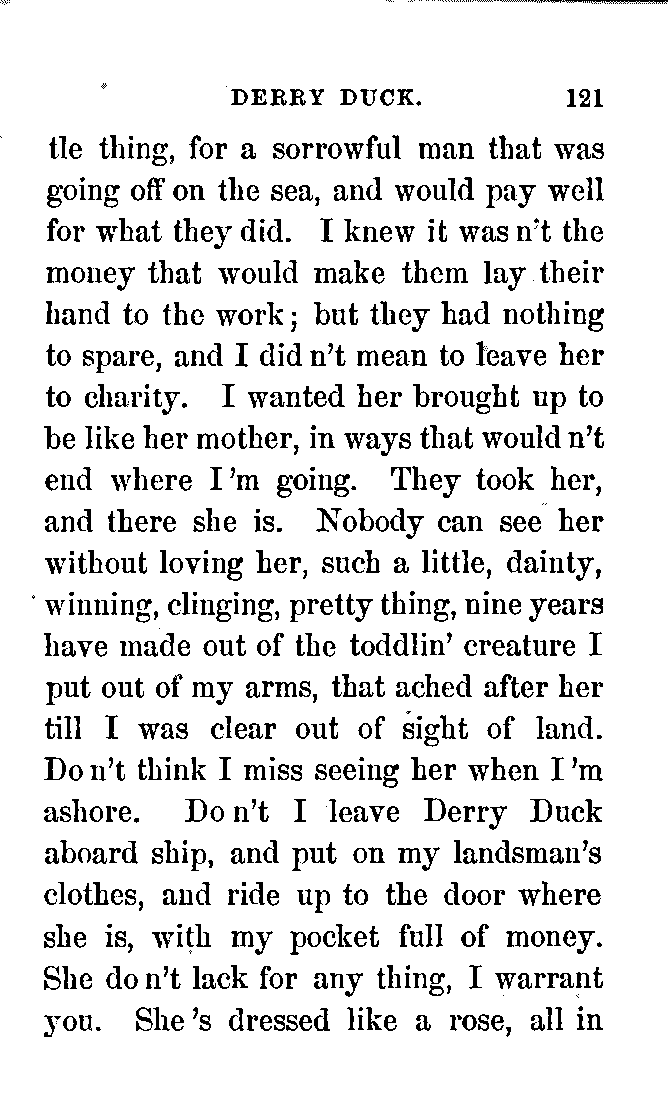 DERRY DUCK. 121
tle thing, for a sorrowful man that was
going off on the sea, and would pay well
for what they did. I knew it was n't the
money that would make them lay their
hand to the work; but they had nothing
to spare, and I did n't mean to leave her
to charity. I wanted her brought up to
be like her mother, in ways that would n't
end where I 'm going. They took her,
and there she is. Nobody can see her
without loving her, such a little, dainty,
winning, clinging, pretty thing, nine years
have made out of the toddlin' creature I
put out of my arms, that ached after her
till I was clear out of sight of land.
Do n't think I miss seeing her when I 'm
ashore. Do n't I leave Derry Duck
aboard ship, and put on my landsman's
clothes, and ride up to the door where
she is, with my pocket full of money.
She do n't lack for any thing, I warrant
you. She 's dressed like a rose, all in